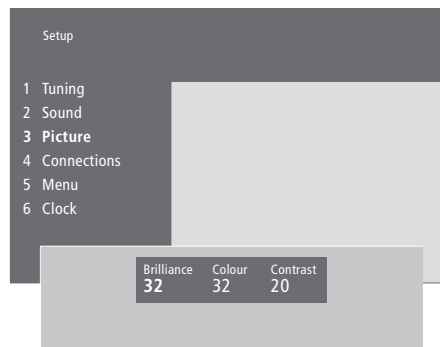 Setup
1 Tuning
2 Sound
3 Picture
4 Connections
5 Menu
6 Clock
Brilliance Colour Contrast
32 32 20